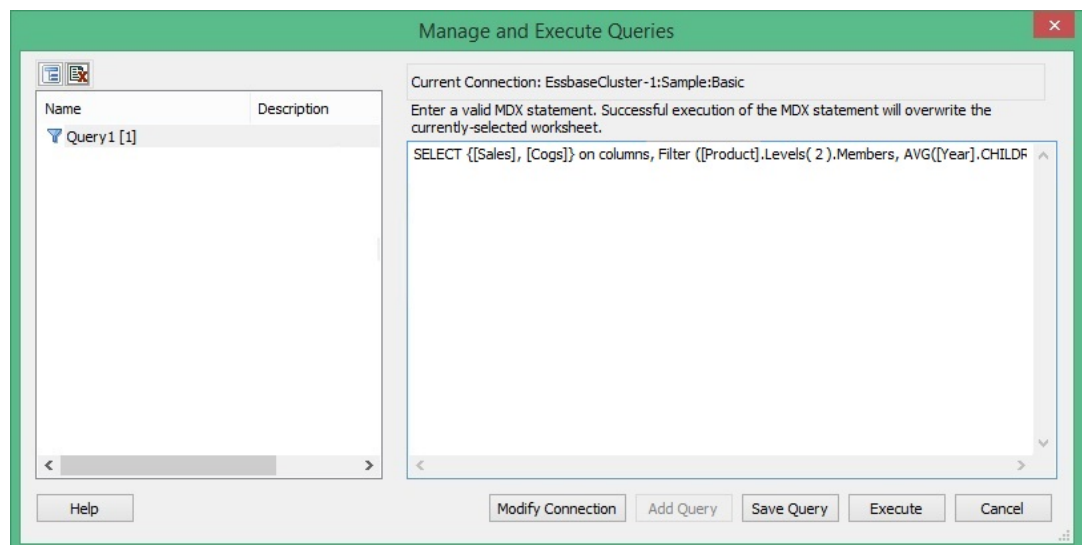 Manage and Execute Queries
Current Connection: EssbaseCluster-1:Sample:Basic
Name Description
Query1 [1]
Enter a valid MDX statement. Successful execution of the MDX statement will overwrite the
currently-selected worksheet.
SELECT {[Sales], [Cogs]} on columns, Filter ([Product].Levels( 2 ).Members, AVG([Year].CHILDR
Help Modify Connection Add Query Save Query Execute Cancel